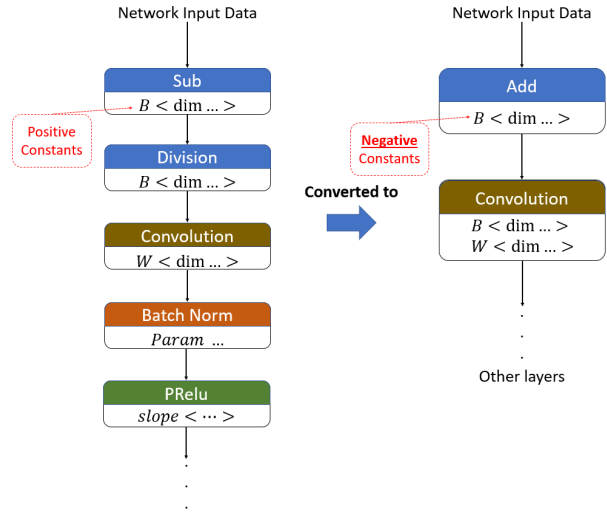 Network Input Data
Sub
B < dim … >
Positive
Constants
Division
B < dim … >
Convolution
W < dim … >
Batch Norm
Param …
PRelu
slope < ⋯ >
.
.
.
Converted to
Network Input Data
Add
B < dim … >
Negative
Constants
Convolution
B < dim … >
W < dim … >
.
.
.
Other layers